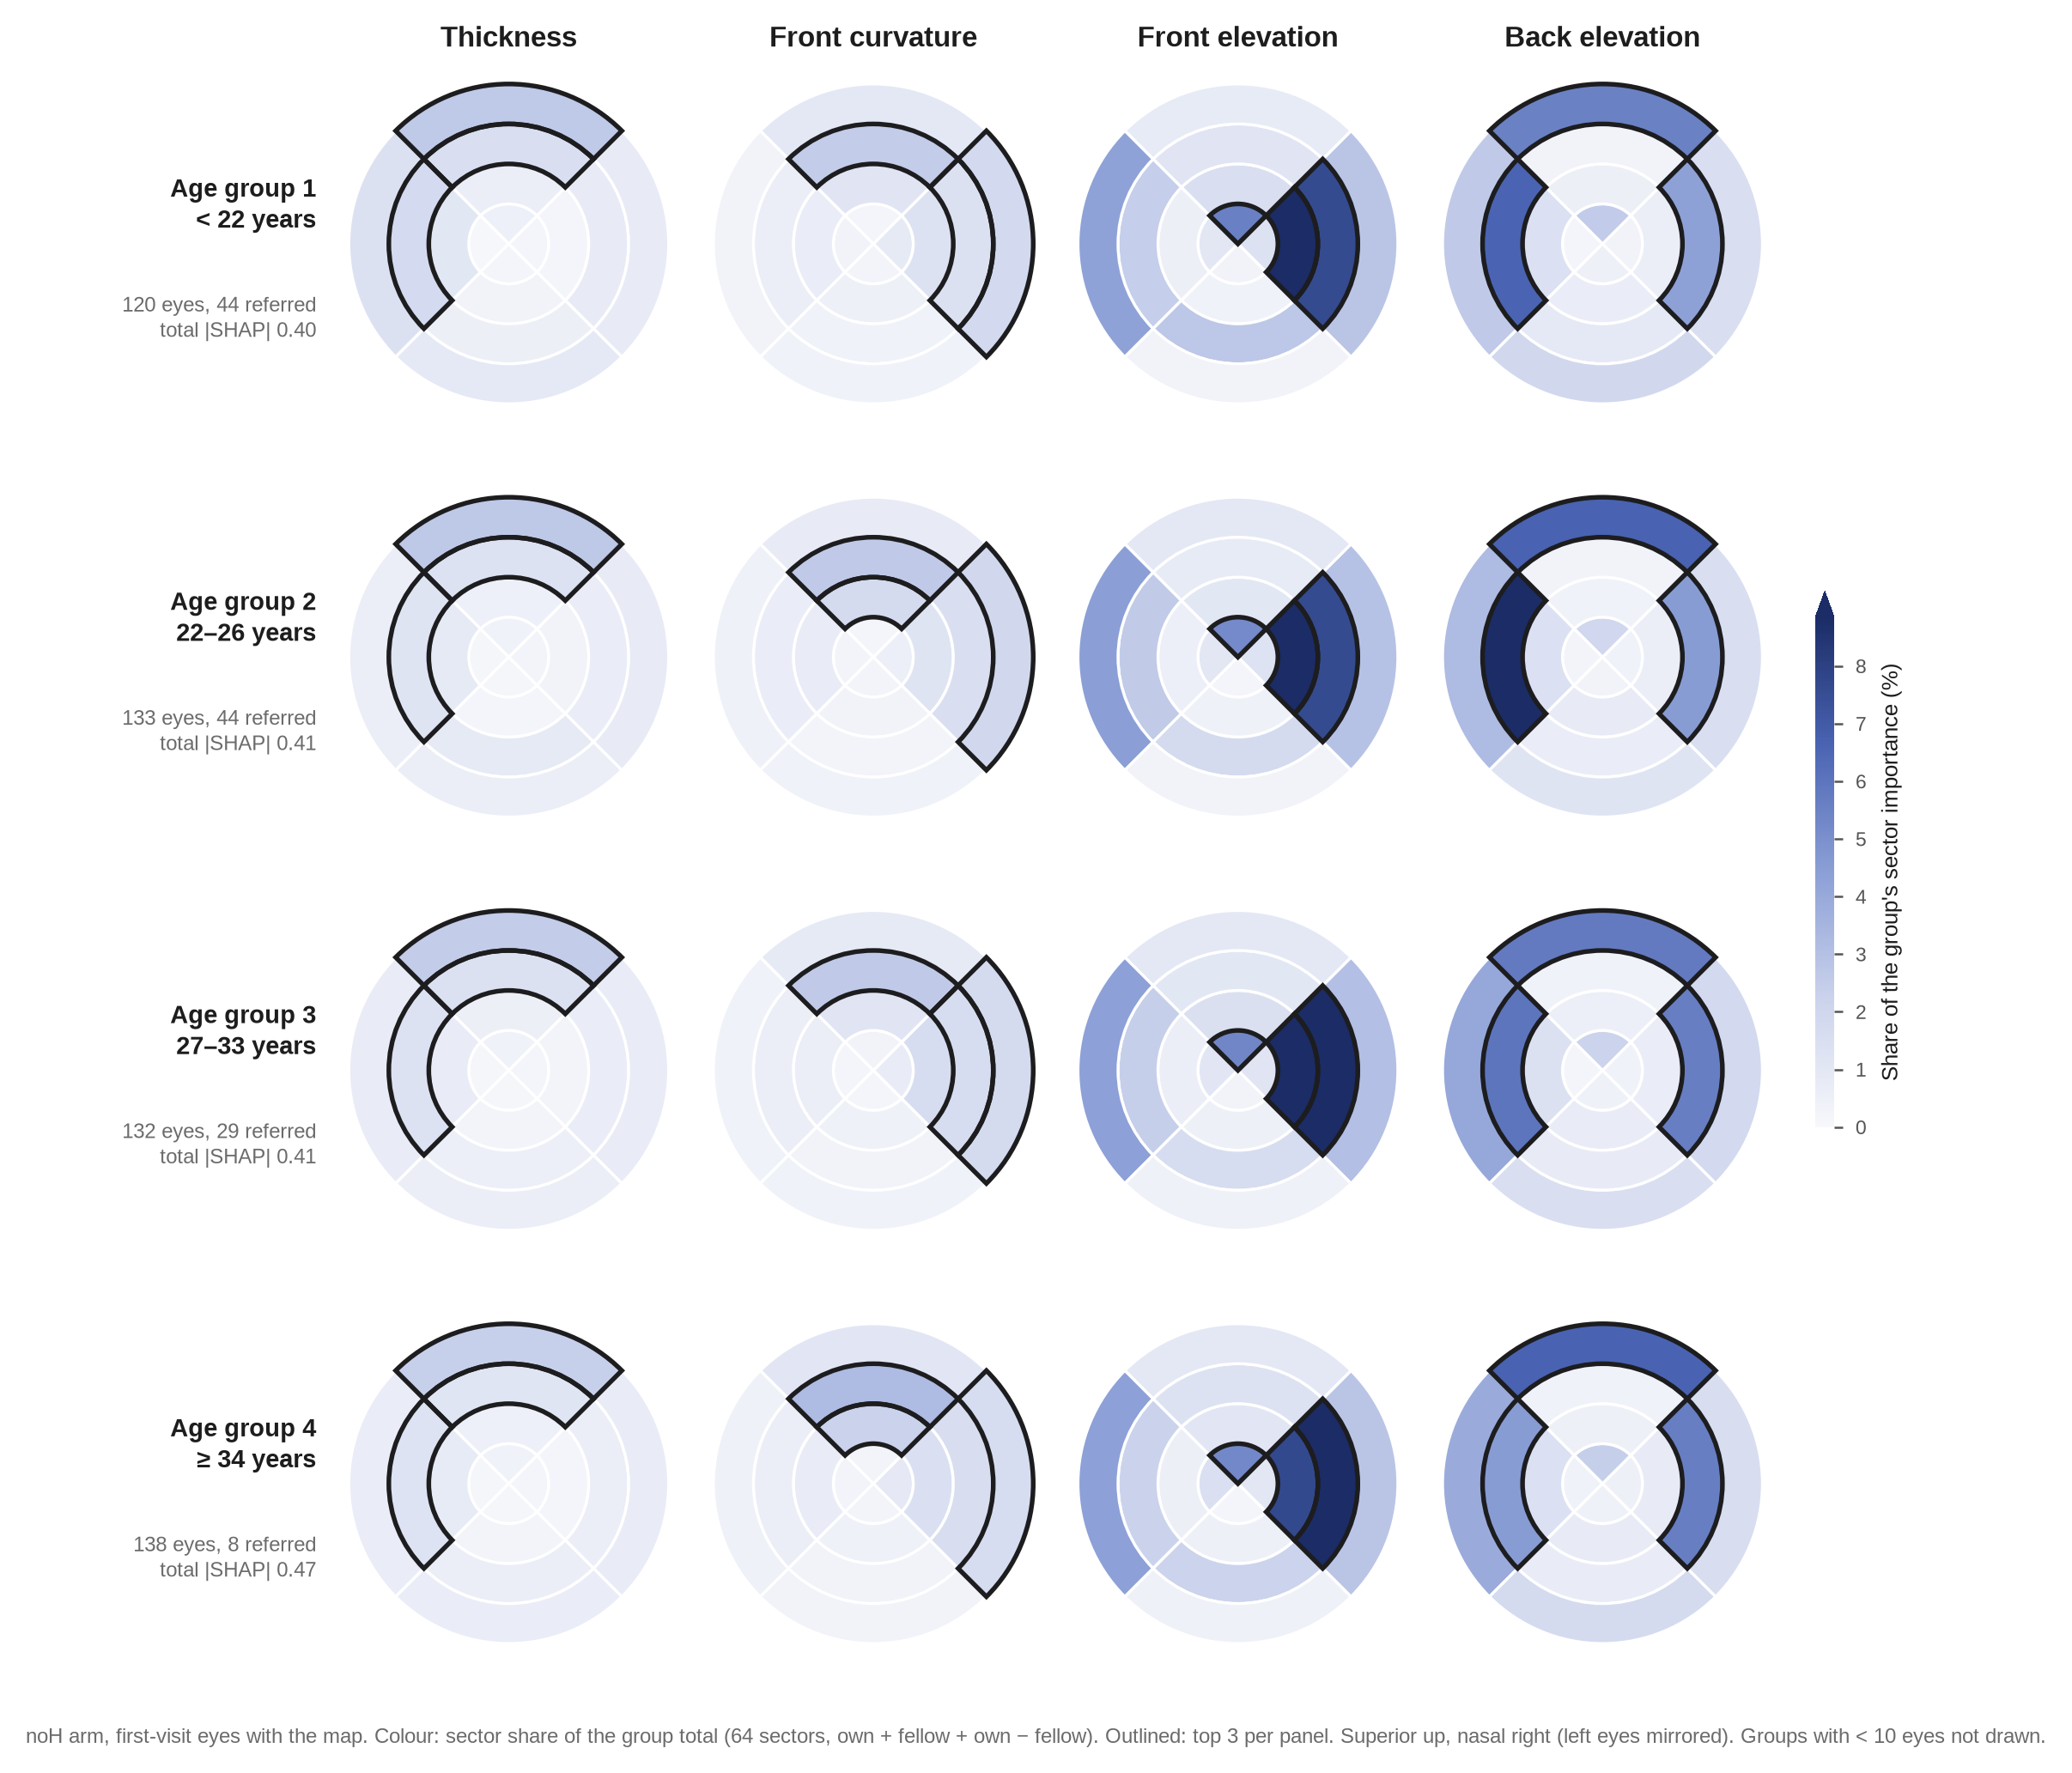 Thickness
Front curvature
Front elevation
Back elevation
Age group 1
< 22 years
120 eyes, 44 referred
total |SHAP| 0.40
Age group 2
22–26 years
133 eyes, 44 referred
total |SHAP| 0.41
Age group 3
27–33 years
132 eyes, 29 referred
total |SHAP| 0.41
Age group 4
≥ 34 years
138 eyes, 8 referred
total |SHAP| 0.47
8
7
6
5
4
3
2
1
0
Share of the group's sector importance (%)
noH arm, first-visit eyes with the map. Colour: sector share of the group total (64 sectors, own + fellow + own − fellow). Outlined: top 3 per panel. Superior up, nasal right (left eyes mirrored). Groups with < 10 eyes not drawn.